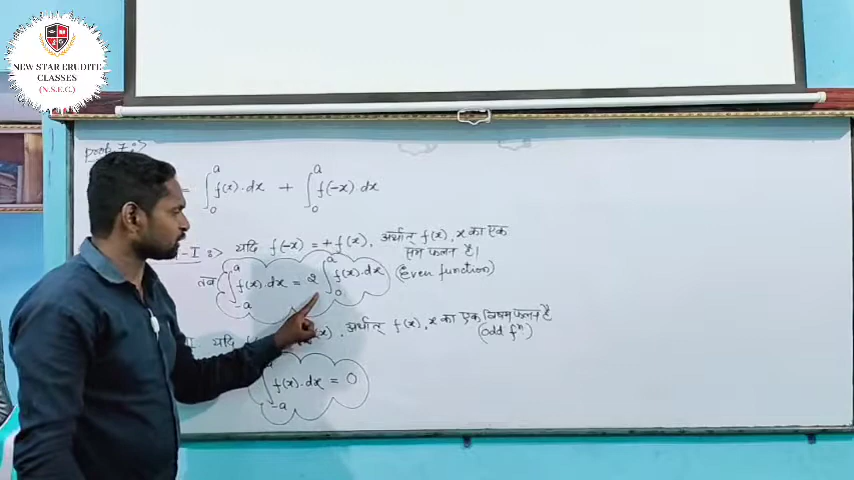 NEW STAR ERUDITE
CLASSES
(N.S.E.C.)
Proof 7:->
= ∫₀ᵃ f(x).dx + ∫₀ᵃ f(-x).dx
-I :-> यदि f(-x) = +f(x), अर्थात् f(x), x का एक
सम फलन है।
(Even function)
तब ∫₋ₐᵃ f(x).dx = 2 ∫₀ᵃ f(x).dx
यदि f(x), अर्थात् f(x), x का एक विषम फलन है
(odd fⁿ)
∫₋ₐᵃ f(x).dx = 0